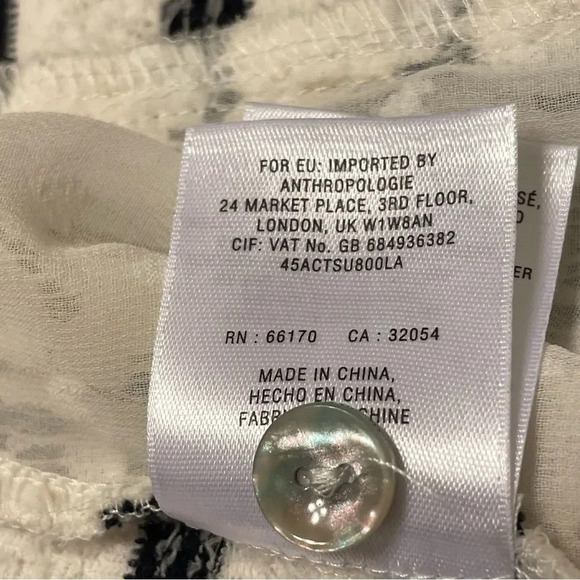 FOR EU: IMPORTED BY
ANTHROPOLOGIE
24 MARKET PLACE, 3RD FLOOR,
LONDON, UK W1W8AN
CIF: VAT No. GB 684936382
45ACTSU800LA
RN : 66170 CA : 32054
MADE IN CHINA,
HECHO EN CHINA,